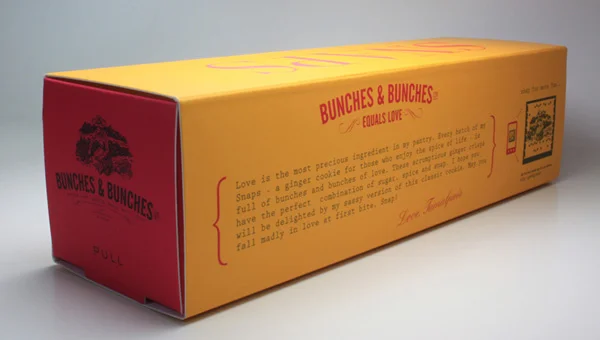 Snaps
BUNCHES & BUNCHES
EQUALS LOVE
Love is the most precious ingredient in my pantry. Every batch of my
Snaps - a ginger cookie for those who enjoy the spice of life - is
full of bunches and bunches of love. These scrumptious ginger crisps
have the perfect combination of sugar, spice and snap. I hope you
will be delighted by my sassy version of this classic cookie. May you
fall madly in love at first bite. Snap!
Love,
BUNCHES & BUNCHES
PULL